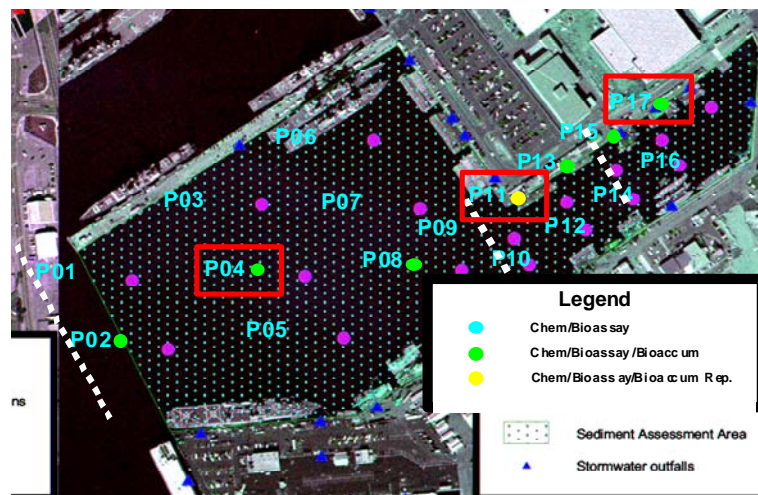 P17
P06
P15
P16
P13
P03
P11
P14
P07
P09
P12
P01
P04
P08
P10
P05
P02
Legend
Chem/Bioassay
Chem/Bioassay/Bioaccum
Chem/Bioassay/Bioaccum Rep.
ns
Sediment Assessment Area
Stormwater outfalls